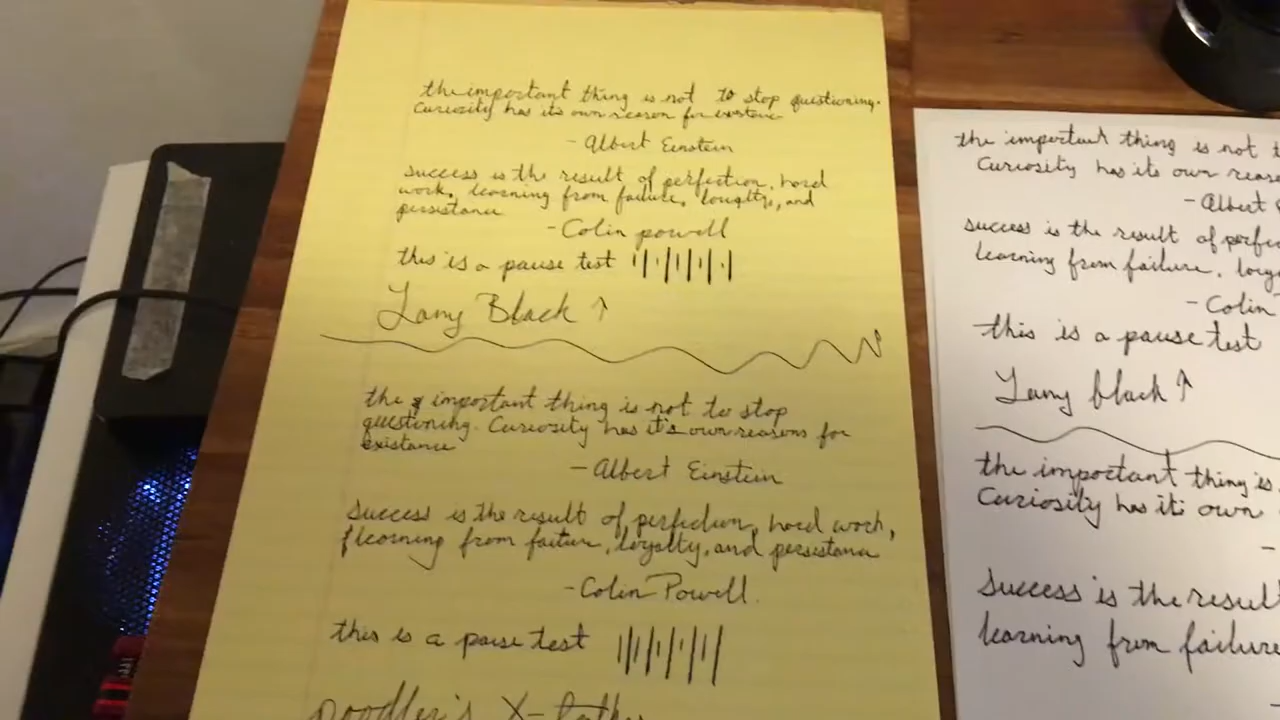 the important thing is not to stop questioning.
Curiosity has its own reason for existence
- Albert Einstein
success is the result of perfection, hard
work, learning from failure, loyalty, and
persistance
- Colin powell
this is a pause test
Lamy Black ↑
the important thing is not to stop
questioning. Curiosity has it's own reasons for
existance
- Albert Einstein
Success is the result of perfection, hard work,
learning from failure, loyalty, and persistance
- Colin Powell.
this is a pause test
the important thing is not
Curiosity has its own
- Albert
success is the result of
learning from failure,
- Colin
this is a pause test
Lamy black ↑
the important thing is
Curiosity has its own
Success is the result
learning from failure